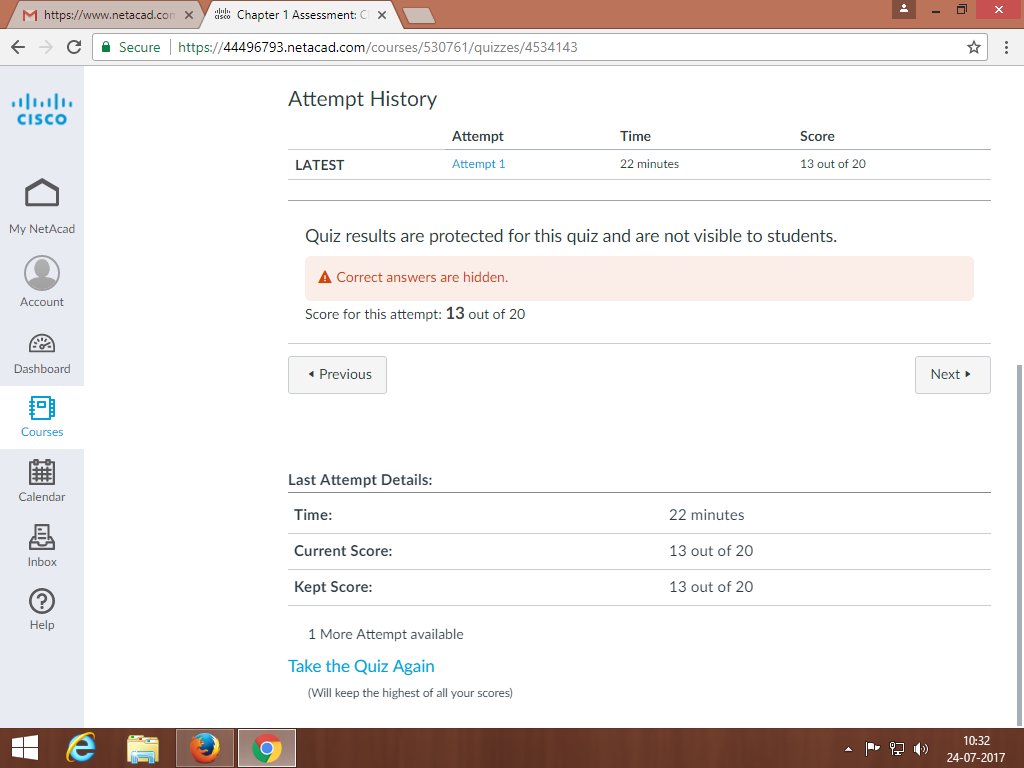 https://www.netacad.com
Chapter 1 Assessment: C
Secure
https://44496793.netacad.com/courses/530761/quizzes/4534143
CISCO
My NetAcad
Account
Dashboard
Courses
Calendar
Inbox
Help
Attempt History
Attempt Time Score
LATEST Attempt 1 22 minutes 13 out of 20
Quiz results are protected for this quiz and are not visible to students.
Correct answers are hidden.
Score for this attempt: 13 out of 20
Previous Next
Last Attempt Details:
Time: 22 minutes
Current Score: 13 out of 20
Kept Score: 13 out of 20
1 More Attempt available
Take the Quiz Again
(Will keep the highest of all your scores)
10:32
24-07-2017